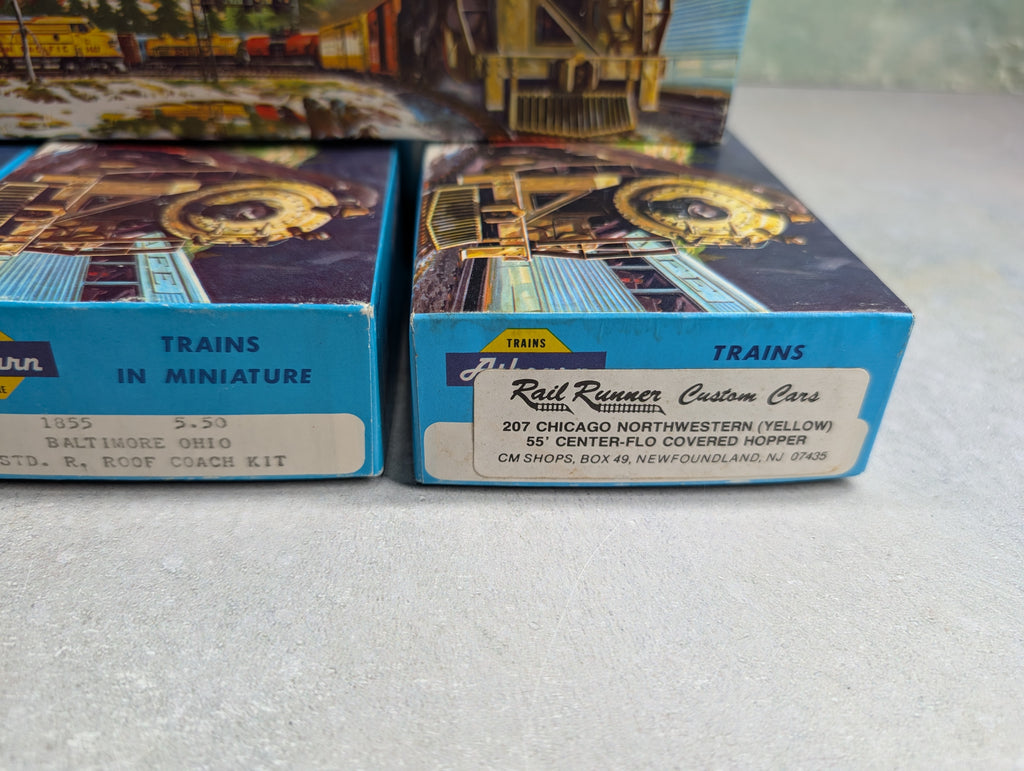 TRAINS
IN MINIATURE
1855 5.50
BALTIMORE OHIO
STD. R. ROOF COACH KIT
TRAINS
Athearn
TRAINS
Rail Runner Custom Cars
207 CHICAGO NORTHWESTERN (YELLOW)
55' CENTER-FLO COVERED HOPPER
CM SHOPS, BOX 49, NEWFOUNDLAND, NJ 07435